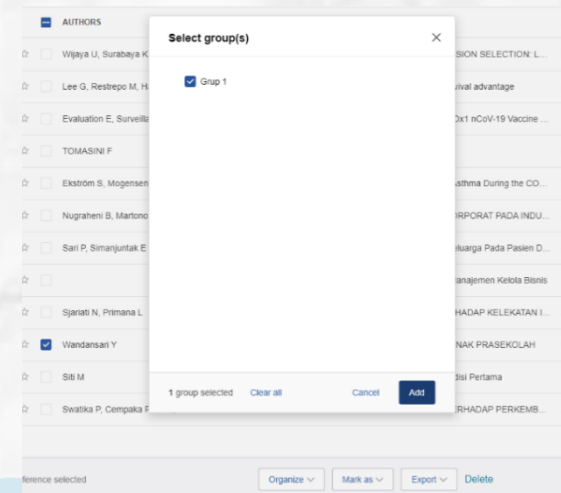 AUTHORS
Select group(s)
Wijaya U, Surabaya K
SION SELECTION: L...
Grup 1
Lee G, Restrepo M, H
vival advantage
Evaluation E, Surveilla
Ox1 nCoV-19 Vaccine ...
TOMASINI F
Ekström S, Mogensen
Asthma During the CO...
Nugraheni B, Martono
RPORAT PADA INDU...
Sari P, Simanjuntak E
eluarga Pada Pasien D...
anajemen Kelola Bisnis
Sjariati N, Primana L
HADAP KELEKATAN I...
Wandansari Y
NAK PRASEKOLAH
Siti M
disi Pertama
1 group selected Clear all Cancel Add
Swatika P, Cempaka
RHADAP PERKEMB...
ference selected Organize Mark as Export Delete